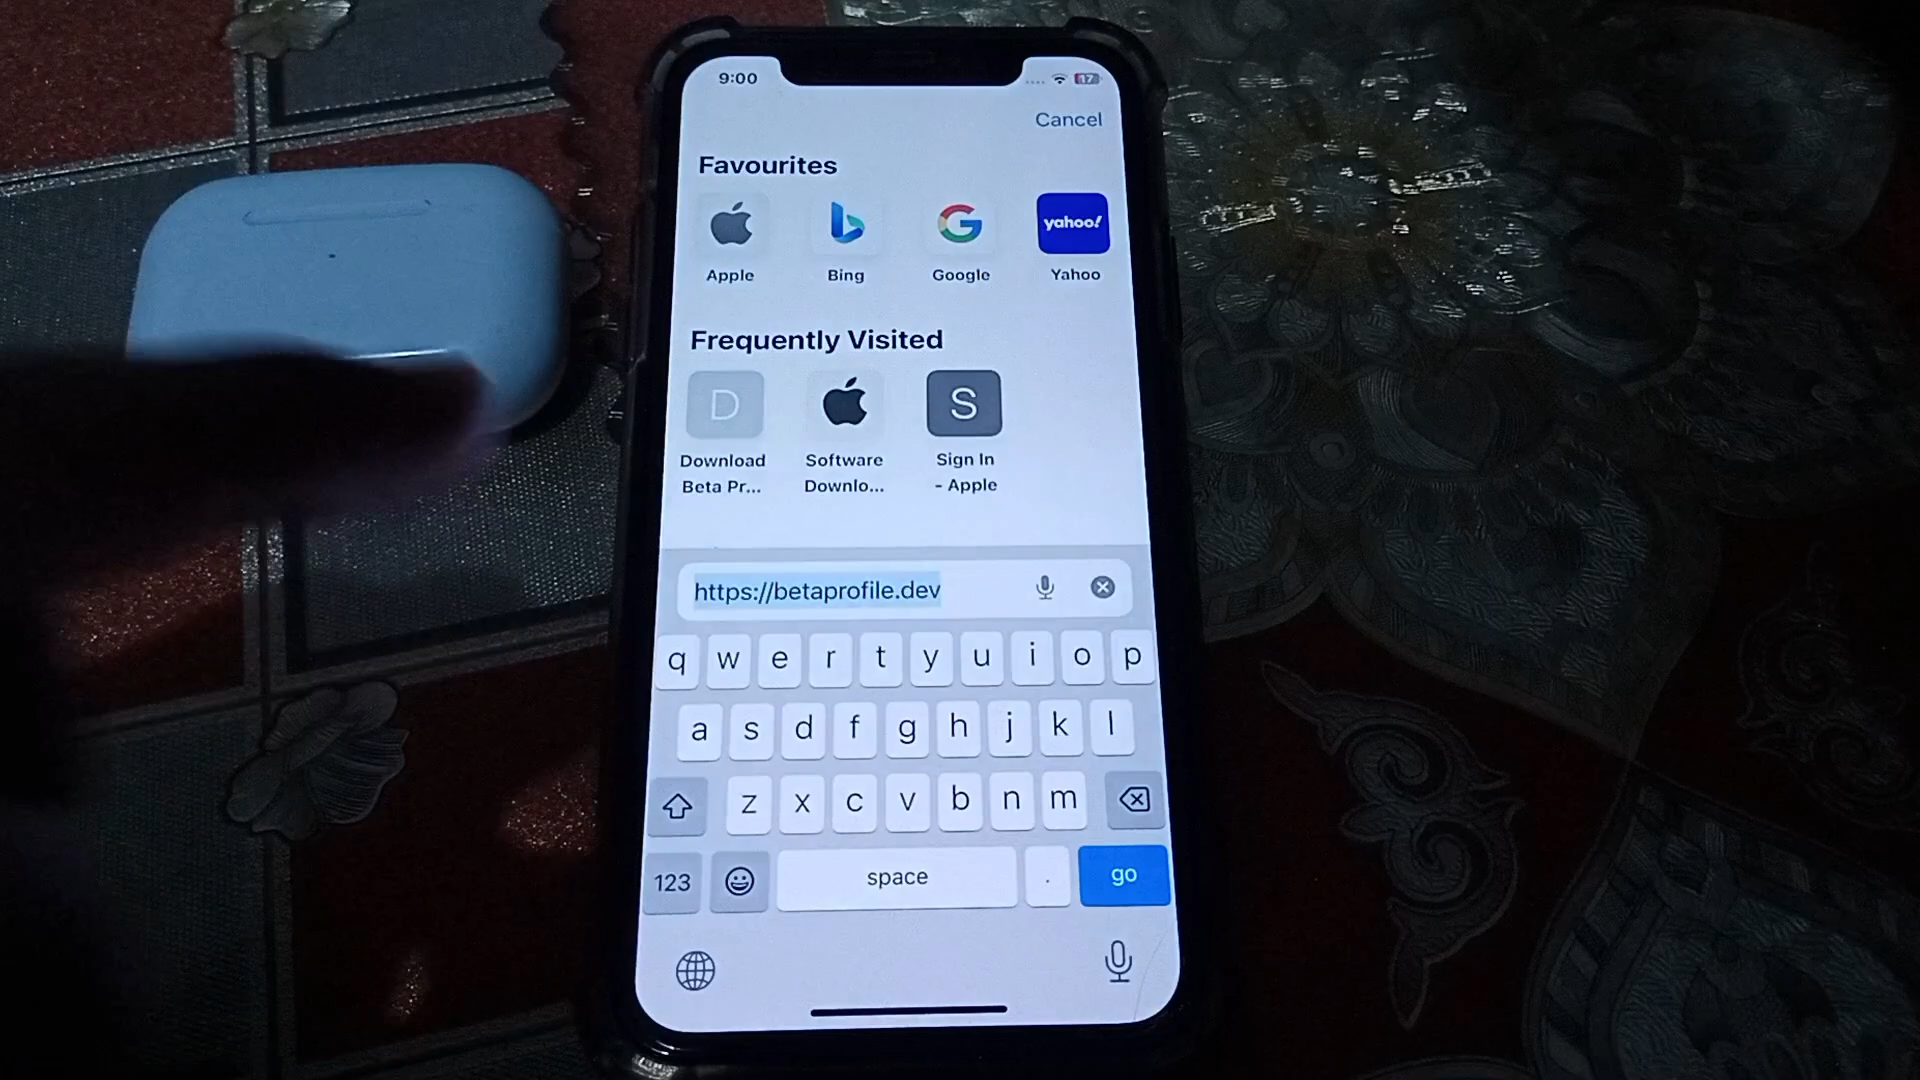 9:00
17
Cancel
Favourites
yahoo!
Apple
Bing
Google
Yahoo
Frequently Visited
D
S
Download
Beta Pr...
Software
Downlo...
Sign In
- Apple
https://betaprofile.dev
q w e r t y u i o p
a s d f g h j k l
z x c v b n m
123
space
.
go